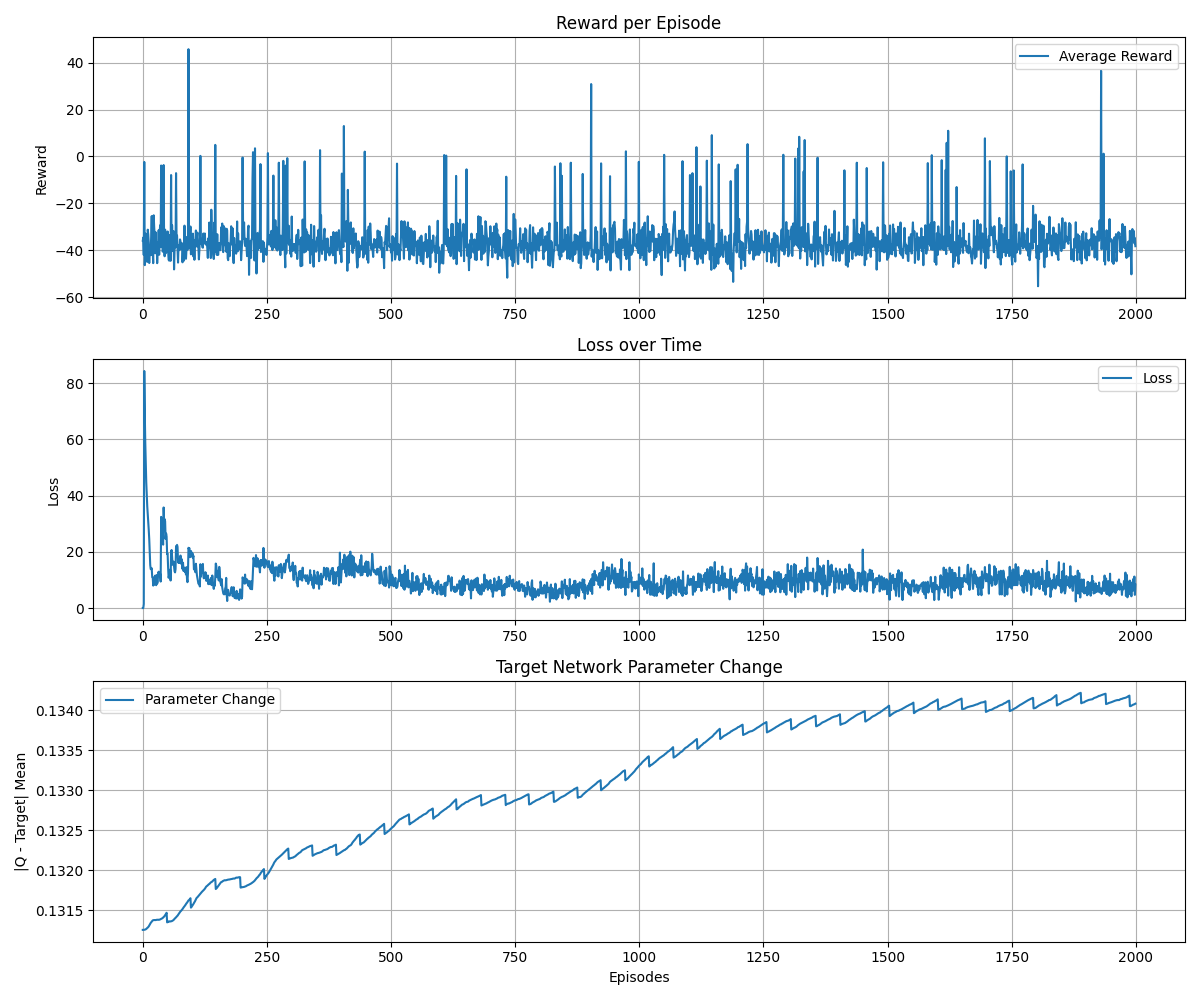 Reward per Episode
Average Reward
Reward
40
20
0
−20
−40
−60
0 250 500 750 1000 1250 1500 1750 2000
Loss over Time
Loss
Loss
80
60
40
20
0
0 250 500 750 1000 1250 1500 1750 2000
Target Network Parameter Change
Parameter Change
|Q - Target| Mean
0.1340
0.1335
0.1330
0.1325
0.1320
0.1315
0 250 500 750 1000 1250 1500 1750 2000
Episodes